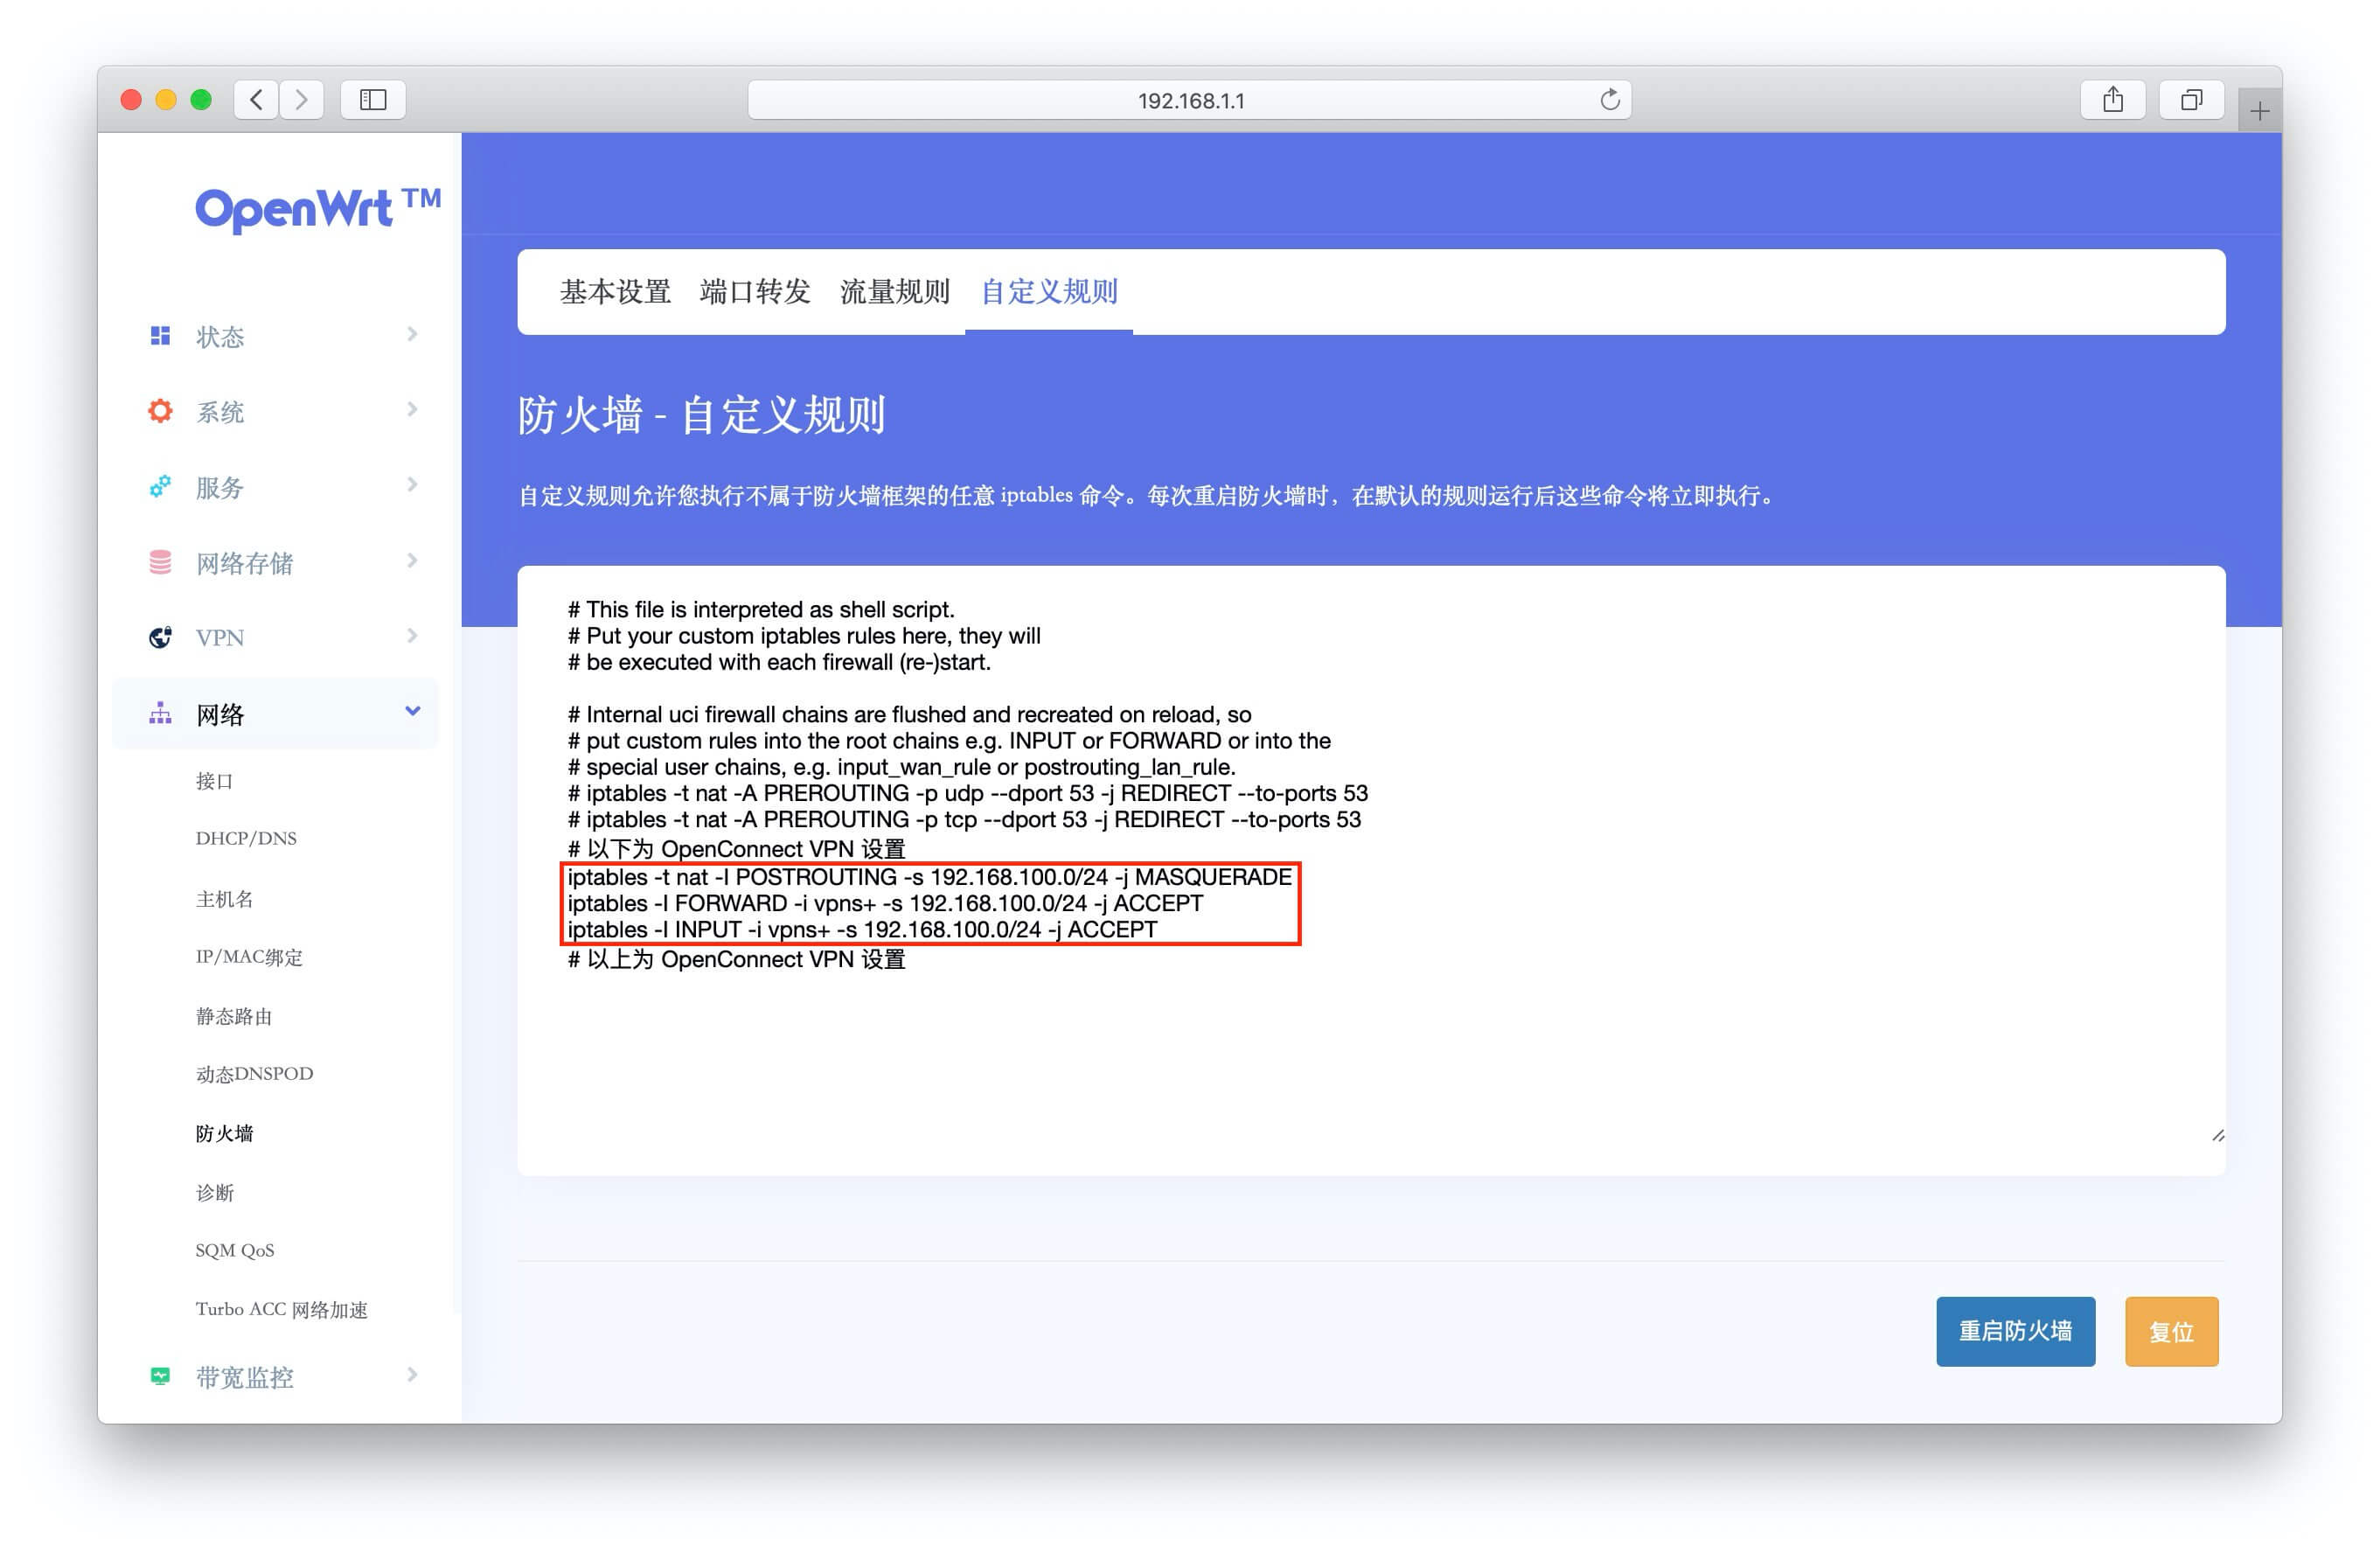 192.168.1.1
OpenWrt™
基本设置 端口转发 流量规则 自定义规则
状态
系统
服务
网络存储
VPN
网络
接口
DHCP/DNS
主机名
IP/MAC绑定
静态路由
动态DNSPOD
防火墙
诊断
SQM QoS
Turbo ACC 网络加速
带宽监控
防火墙 - 自定义规则
自定义规则允许您执行不属于防火墙框架的任意 iptables 命令。每次重启防火墙时，在默认的规则运行后这些命令将立即执行。
# This file is interpreted as shell script.
# Put your custom iptables rules here, they will
# be executed with each firewall (re-)start.
# Internal uci firewall chains are flushed and recreated on reload, so
# put custom rules into the root chains e.g. INPUT or FORWARD or into the
# special user chains, e.g. input_wan_rule or postrouting_lan_rule.
# iptables -t nat -A PREROUTING -p udp --dport 53 -j REDIRECT --to-ports 53
# iptables -t nat -A PREROUTING -p tcp --dport 53 -j REDIRECT --to-ports 53
# 以下为 OpenConnect VPN 设置
iptables -t nat -I POSTROUTING -s 192.168.100.0/24 -j MASQUERADE
iptables -I FORWARD -i vpns+ -s 192.168.100.0/24 -j ACCEPT
iptables -I INPUT -i vpns+ -s 192.168.100.0/24 -j ACCEPT
# 以上为 OpenConnect VPN 设置
重启防火墙 复位